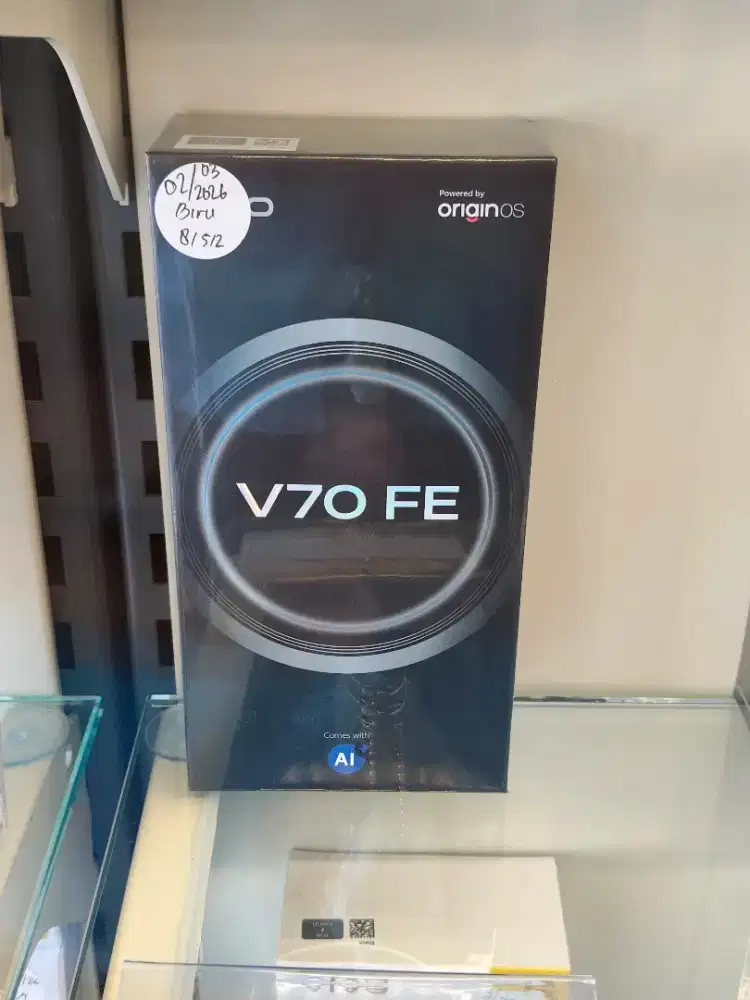 02/03
/2026
Biru
8/512
Powered by
originOS
V70 FE
Comes with
AI